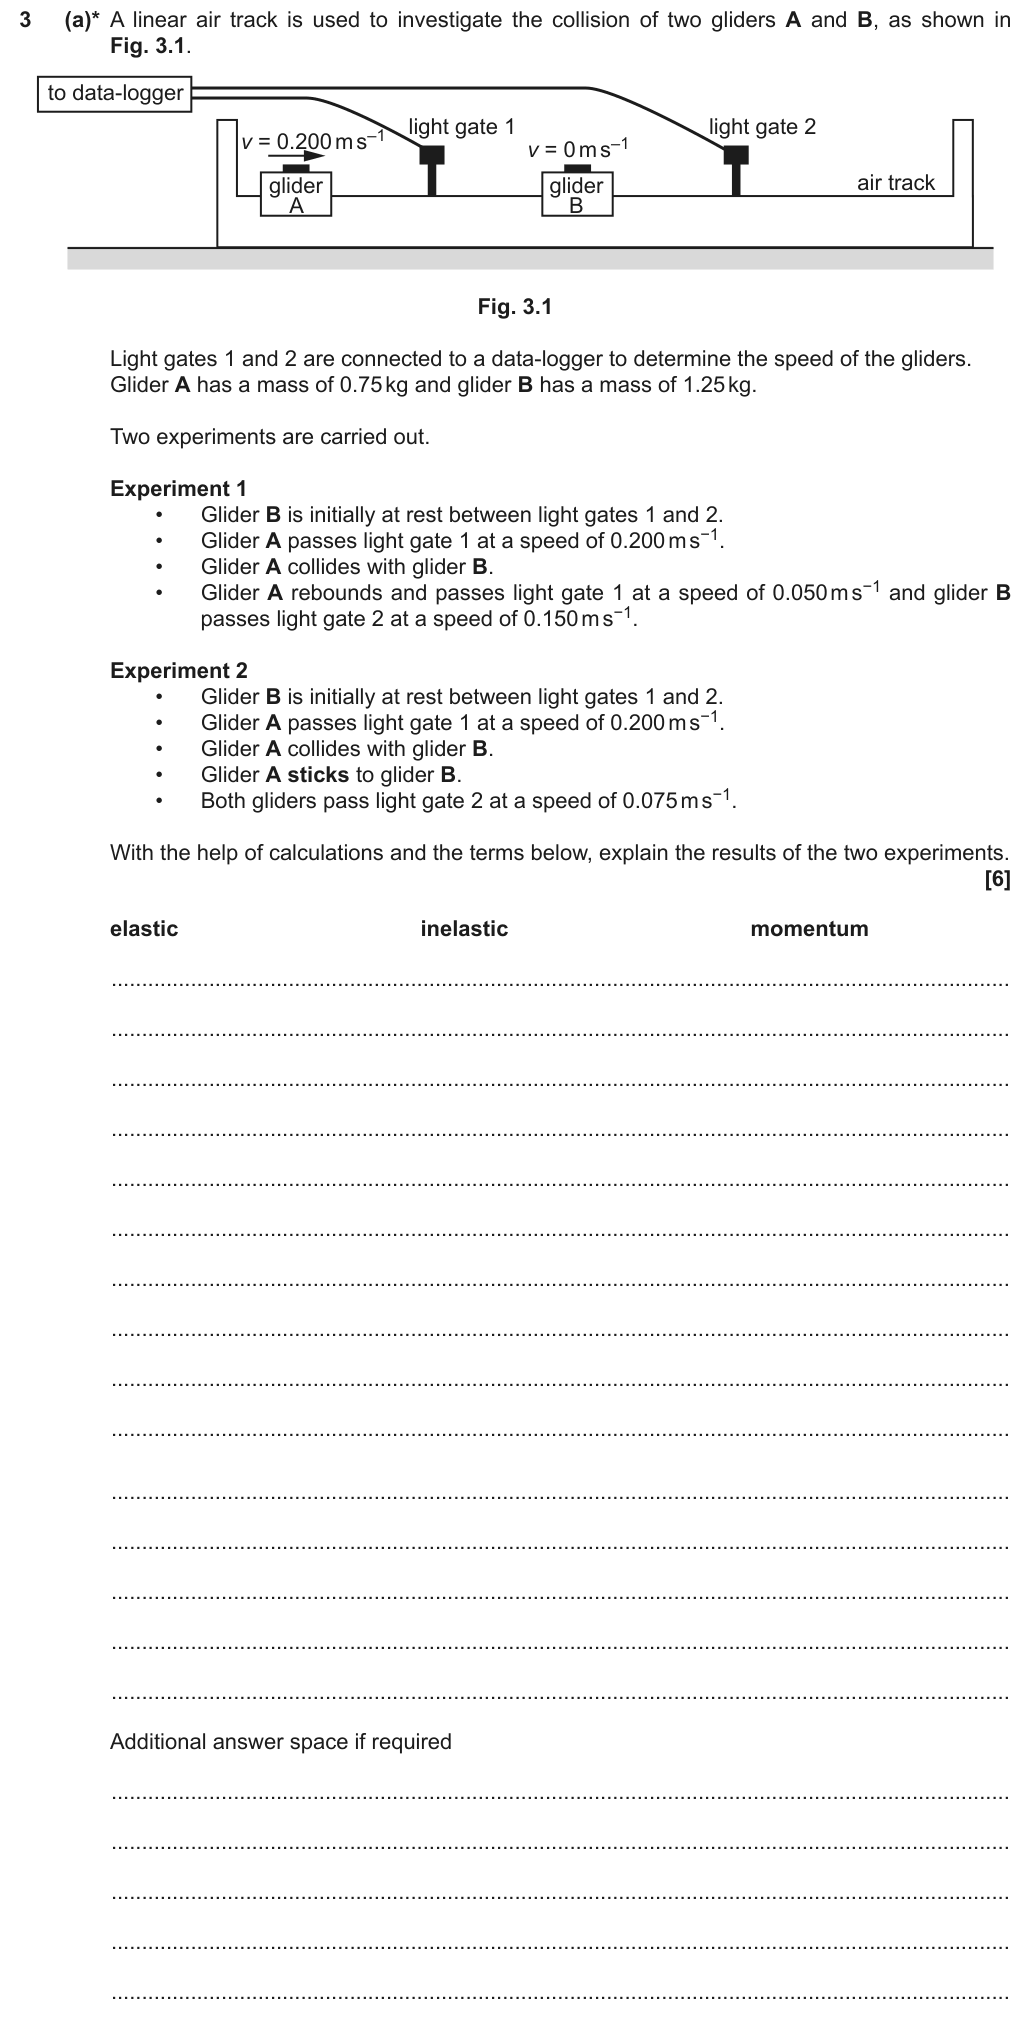 3 (a)* A linear air track is used to investigate the collision of two gliders A and B, as shown in
Fig. 3.1.
to data-logger
light gate 1
light gate 2
v = 0.200 m s⁻¹
v = 0 m s⁻¹
glider
A
glider
B
air track
Fig. 3.1
Light gates 1 and 2 are connected to a data-logger to determine the speed of the gliders.
Glider A has a mass of 0.75 kg and glider B has a mass of 1.25 kg.
Two experiments are carried out.
Experiment 1
• Glider B is initially at rest between light gates 1 and 2.
• Glider A passes light gate 1 at a speed of 0.200 m s⁻¹.
• Glider A collides with glider B.
• Glider A rebounds and passes light gate 1 at a speed of 0.050 m s⁻¹ and glider B
passes light gate 2 at a speed of 0.150 m s⁻¹.
Experiment 2
• Glider B is initially at rest between light gates 1 and 2.
• Glider A passes light gate 1 at a speed of 0.200 m s⁻¹.
• Glider A collides with glider B.
• Glider A sticks to glider B.
• Both gliders pass light gate 2 at a speed of 0.075 m s⁻¹.
With the help of calculations and the terms below, explain the results of the two experiments.
[6]
elastic inelastic momentum
Additional answer space if required